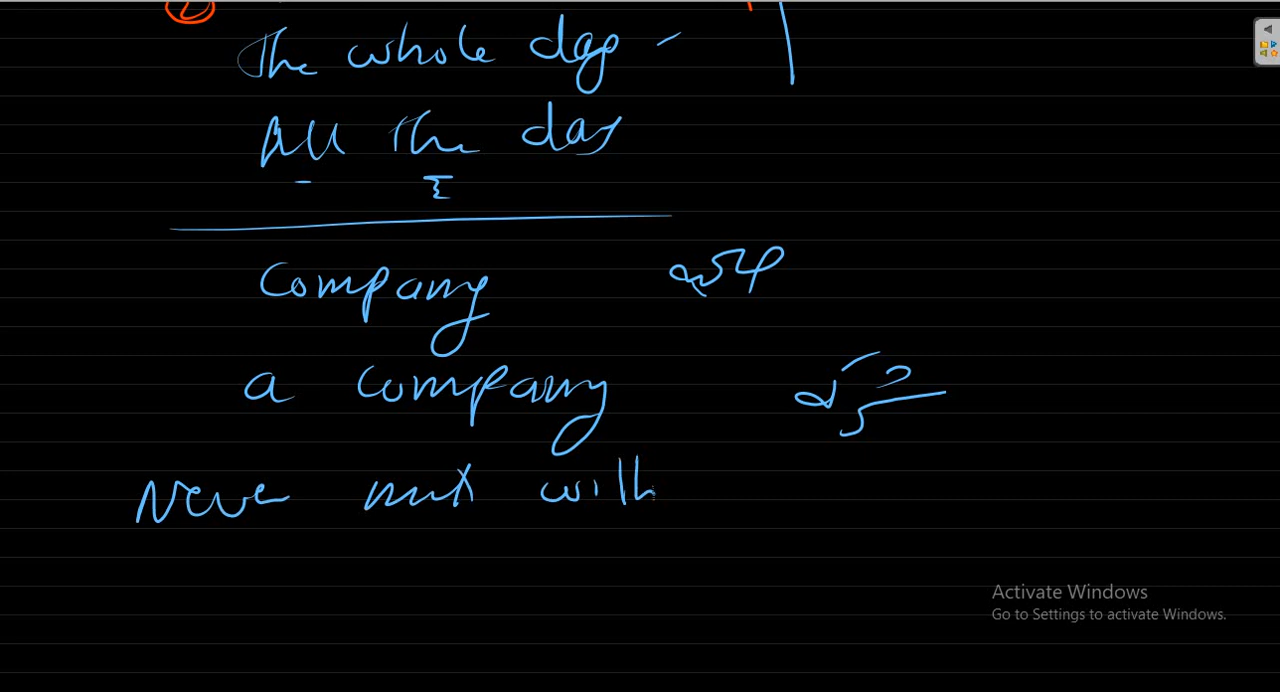 The whole day -
All the day
Company
a company
Never mix with
Activate Windows
Go to Settings to activate Windows.